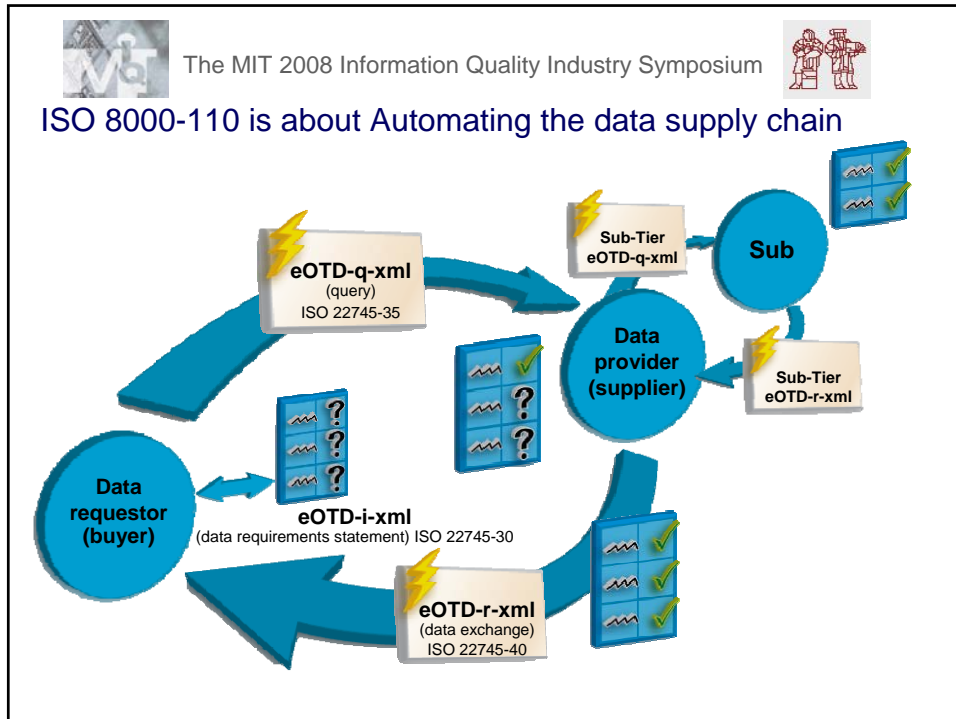 The MIT 2008 Information Quality Industry Symposium
ISO 8000-110 is about Automating the data supply chain
eOTD-q-xml
(query)
ISO 22745-35
Sub-Tier
eOTD-q-xml
Sub
Data
provider
(supplier)
Sub-Tier
eOTD-r-xml
Data
requestor
(buyer)
?
?
?
?
?
eOTD-i-xml
(data requirements statement) ISO 22745-30
eOTD-r-xml
(data exchange)
ISO 22745-40